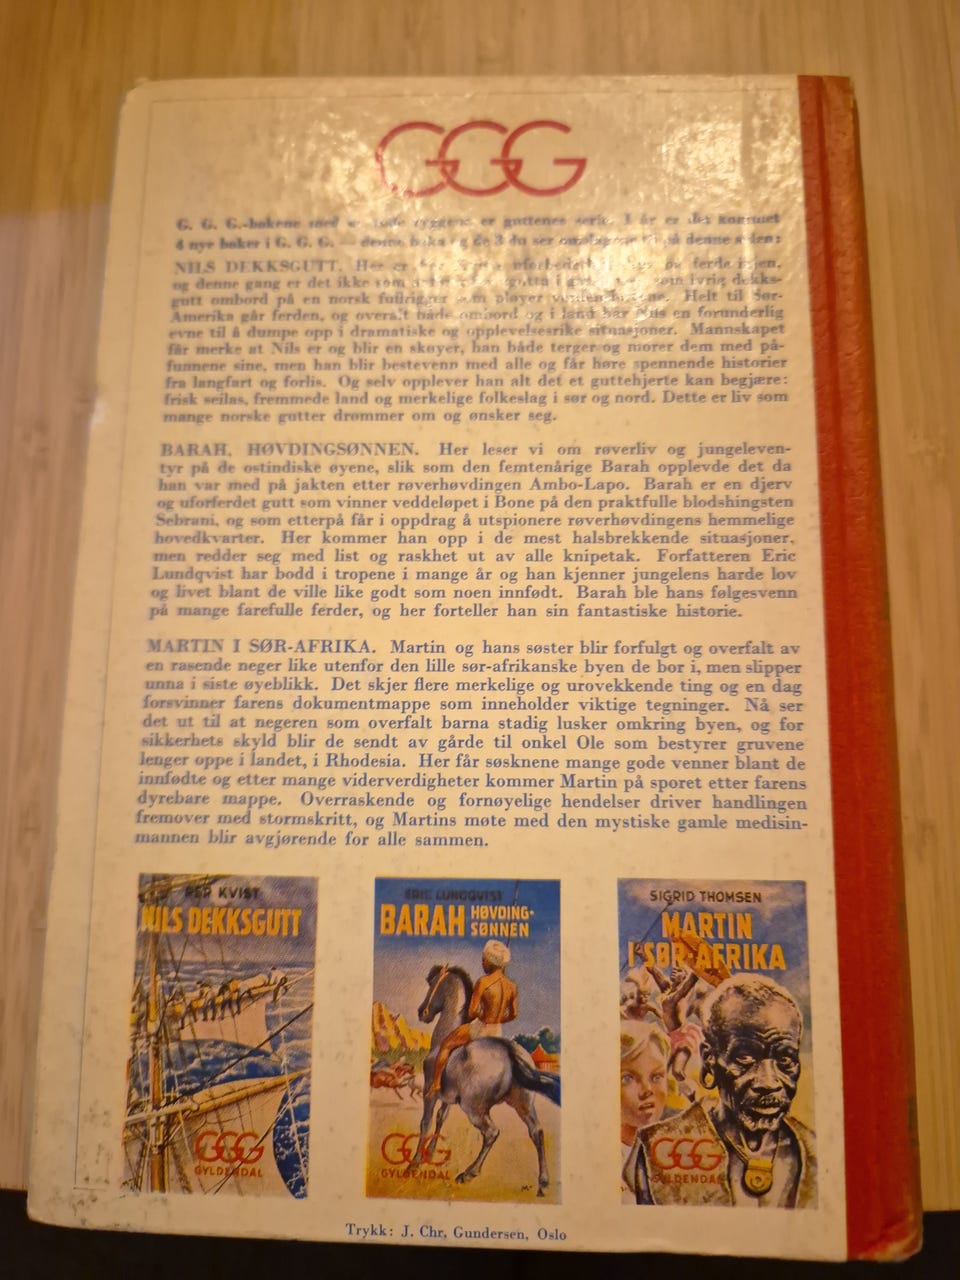 GGG
G. G. G.-bøkene med røde ryggen er guttenes serie. I år er det kommet
4 nye bøker i G. G. G. — denne boka og de 3 du ser omslagene til på denne siden:
NILS DEKKSGUTT. Her er Per Kvists uforbederlige Nils på ferde igjen,
og denne gang er det ikke som men som ivrig dekks-
gutt ombord på en norsk fullrigger som pløyer verdenshavene. Helt til Sør-
Amerika går ferden, og overalt både ombord og i land har Nils en forunderlig
evne til å dumpe opp i dramatiske og opplevelsesrike situasjoner. Mannskapet
får merke at Nils er og blir en skøyer, han både terger og morer dem med på-
funnene sine, men han blir bestevenn med alle og får høre spennende historier
fra langfart og forlis. Og selv opplever han alt det et guttehjerte kan begjære:
frisk seilas, fremmede land og merkelige folkeslag i sør og nord. Dette er liv som
mange norske gutter drømmer om og ønsker seg.
BARAH, HØVDINGSØNNEN. Her leser vi om røverliv og jungeleven-
tyr på de ostindiske øyene, slik som den femtenårige Barah opplevde det da
han var med på jakten etter røverhøvdingen Ambo-Lapo. Barah er en djerv
og uforferdet gutt som vinner veddeløpet i Bone på den praktfulle blodshingsten
Sebrani, og som etterpå får i oppdrag å utspionere røverhøvdingens hemmelige
hovedkvarter. Her kommer han opp i de mest halsbrekkende situasjoner,
men redder seg med list og raskhet ut av alle knipetak. Forfatteren Eric
Lundqvist har bodd i tropene i mange år og han kjenner jungelens harde lov
og livet blant de ville like godt som noen innfødt. Barah ble hans følgesvenn
på mange farefulle ferder, og her forteller han sin fantastiske historie.
MARTIN I SØR-AFRIKA. Martin og hans søster blir forfulgt og overfalt av
en rasende neger like utenfor den lille sør-afrikanske byen de bor i, men slipper
unna i siste øyeblikk. Det skjer flere merkelige og urovekkende ting og en dag
forsvinner farens dokumentmappe som inneholder viktige tegninger. Nå ser
det ut til at negeren som overfalt barna stadig lusker omkring byen, og for
sikkerhets skyld blir de sendt av gårde til onkel Ole som bestyrer gruvene
lenger oppe i landet, i Rhodesia. Her får søsknene mange gode venner blant de
innfødte og etter mange viderverdigheter kommer Martin på sporet etter farens
dyrebare mappe. Overraskende og fornøyelige hendelser driver handlingen
fremover med stormskritt, og Martins møte med den mystiske gamle medisin-
mannen blir avgjørende for alle sammen.
PER KVIST
NILS DEKKSGUTT
GGG
GYLDENDAL
ERIC LUNDQVIST
BARAH HØVDING-
SØNNEN
GGG
GYLDENDAL
SIGRID THOMSEN
MARTIN
I SØR-AFRIKA
GGG
GYLDENDAL
Trykk: J. Chr, Gundersen, Oslo